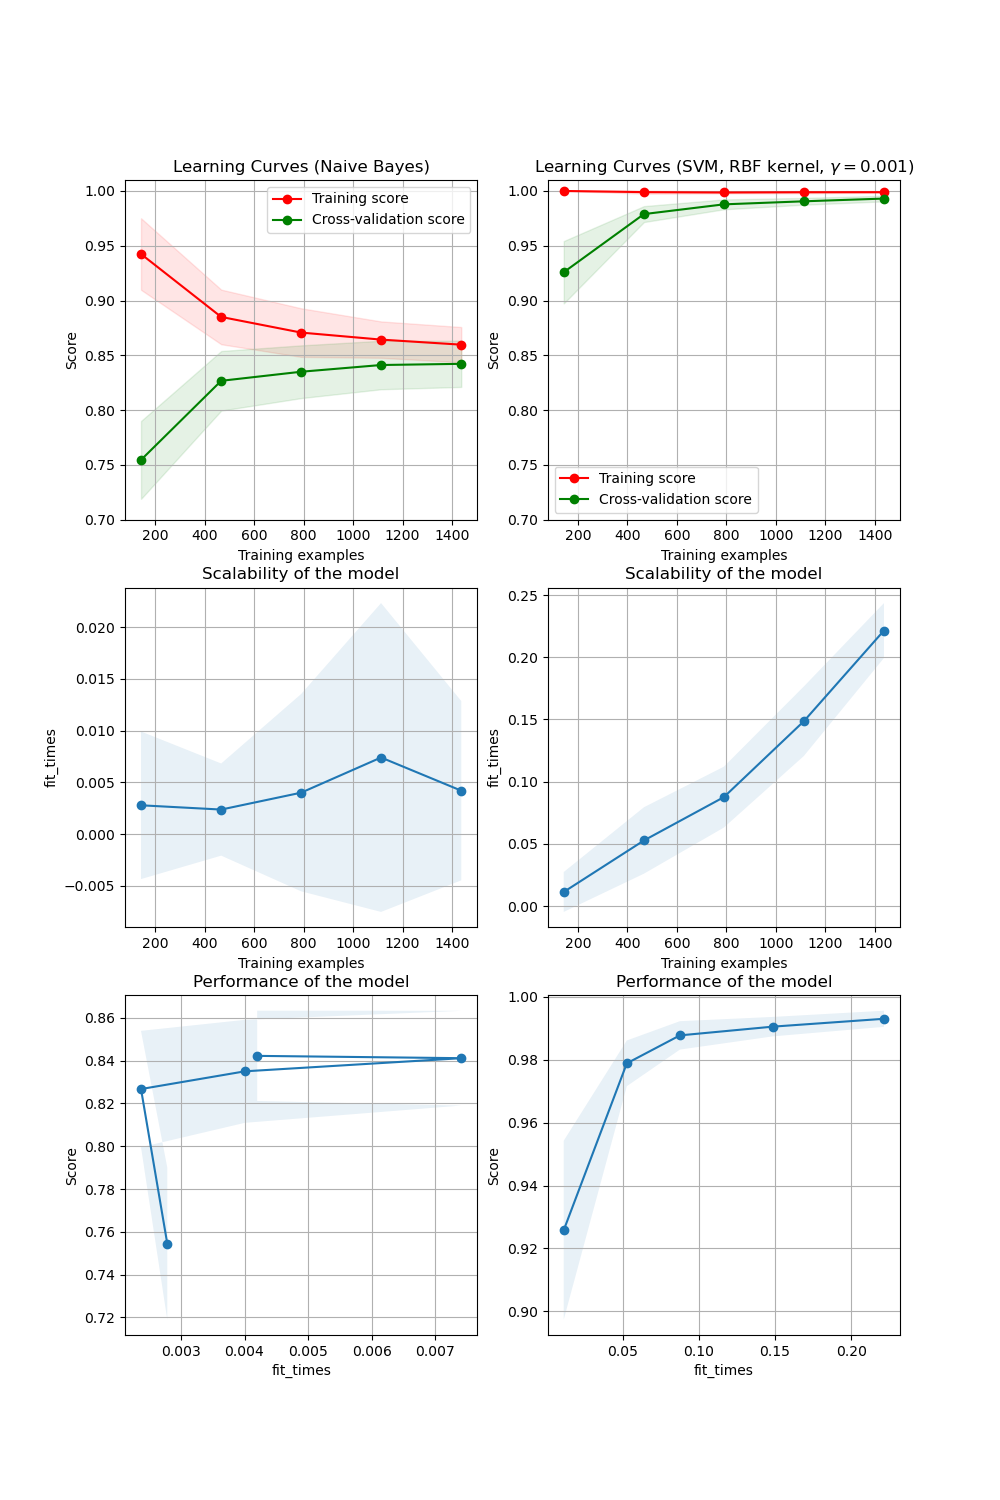 Learning Curves (Naive Bayes)
1.00
0.95
0.90
0.85
0.80
0.75
0.70
Score
Training score
Cross-validation score
200 400 600 800 1000 1200 1400
Training examples
Learning Curves (SVM, RBF kernel, γ = 0.001)
1.00
0.95
0.90
0.85
0.80
0.75
0.70
Score
Training score
Cross-validation score
200 400 600 800 1000 1200 1400
Training examples
Scalability of the model
0.020
0.015
0.010
0.005
0.000
−0.005
fit_times
200 400 600 800 1000 1200 1400
Training examples
Scalability of the model
0.25
0.20
0.15
0.10
0.05
0.00
fit_times
200 400 600 800 1000 1200 1400
Training examples
Performance of the model
0.86
0.84
0.82
0.80
0.78
0.76
0.74
0.72
Score
0.003 0.004 0.005 0.006 0.007
fit_times
Performance of the model
1.00
0.98
0.96
0.94
0.92
0.90
Score
0.05 0.10 0.15 0.20
fit_times